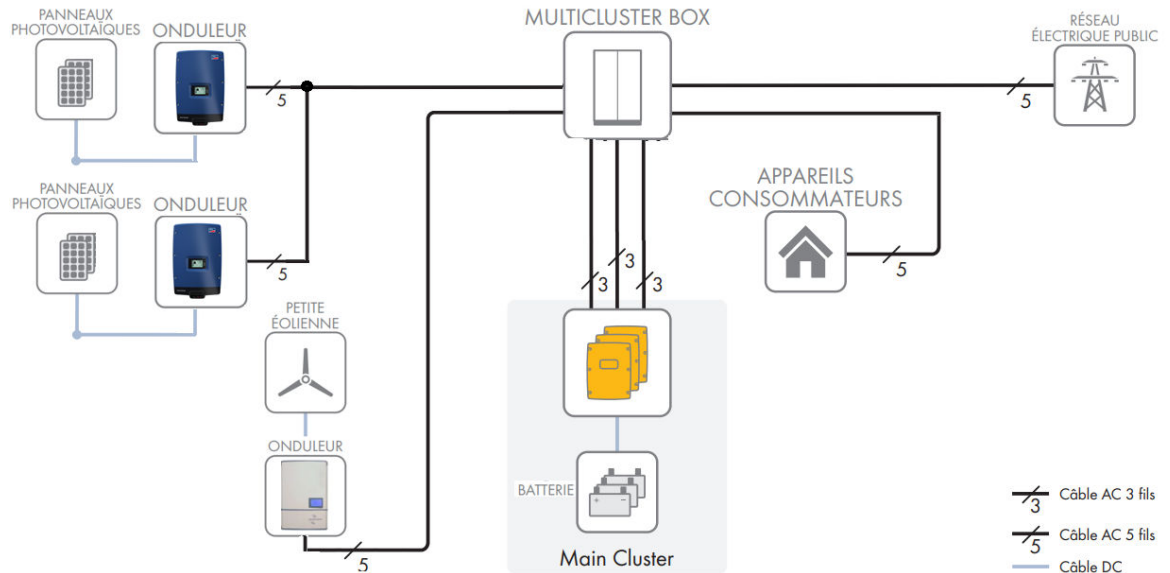 PANNEAUX
PHOTOVOLTAÏQUES
ONDULEUR
MULTICLUSTER BOX
RÉSEAU
ÉLECTRIQUE PUBLIC
5
5
PANNEAUX
PHOTOVOLTAÏQUES
ONDULEUR
5
APPAREILS
CONSOMMATEURS
5
3
3
3
PETITE
ÉOLIENNE
ONDULEUR
5
BATTERIE
Main Cluster
3 Câble AC 3 fils
5 Câble AC 5 fils
Câble DC